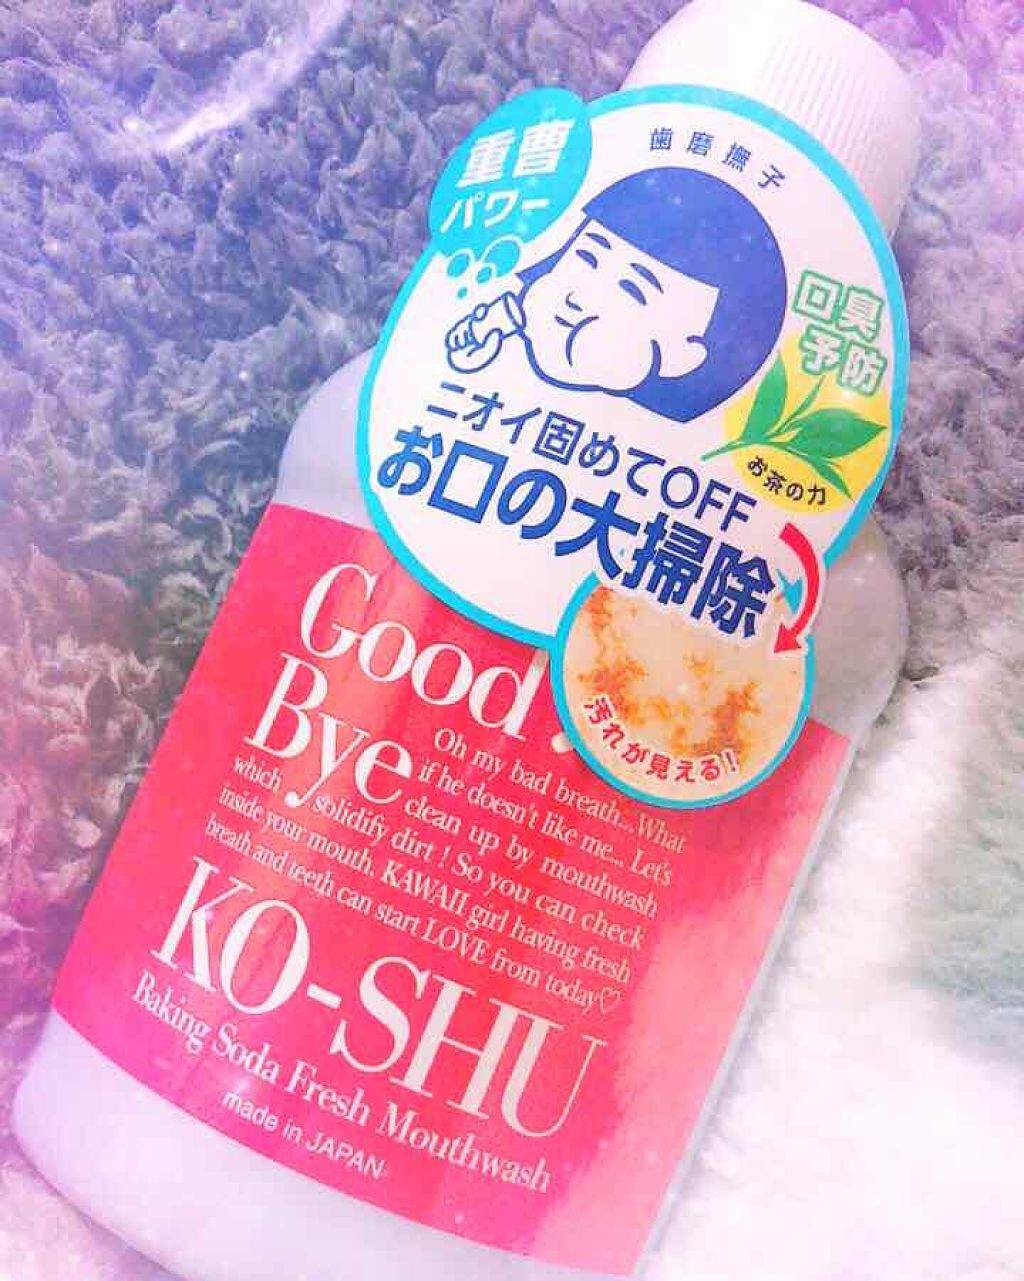 歯磨撫子
重曹
パワー
口臭
予防
お茶の力
ニオイ固めてOFF
お口の大掃除
汚れが見える!
Good
Bye
Oh my bad breath... What
if he doesn't like me... Let's
clean up by mouthwash
which solidify dirt ! So you can check
inside your mouth. KAWAII girl having fresh
breath and teeth can start LOVE from today♡
KO-SHU
Baking Soda Fresh Mouthwash
made in JAPAN